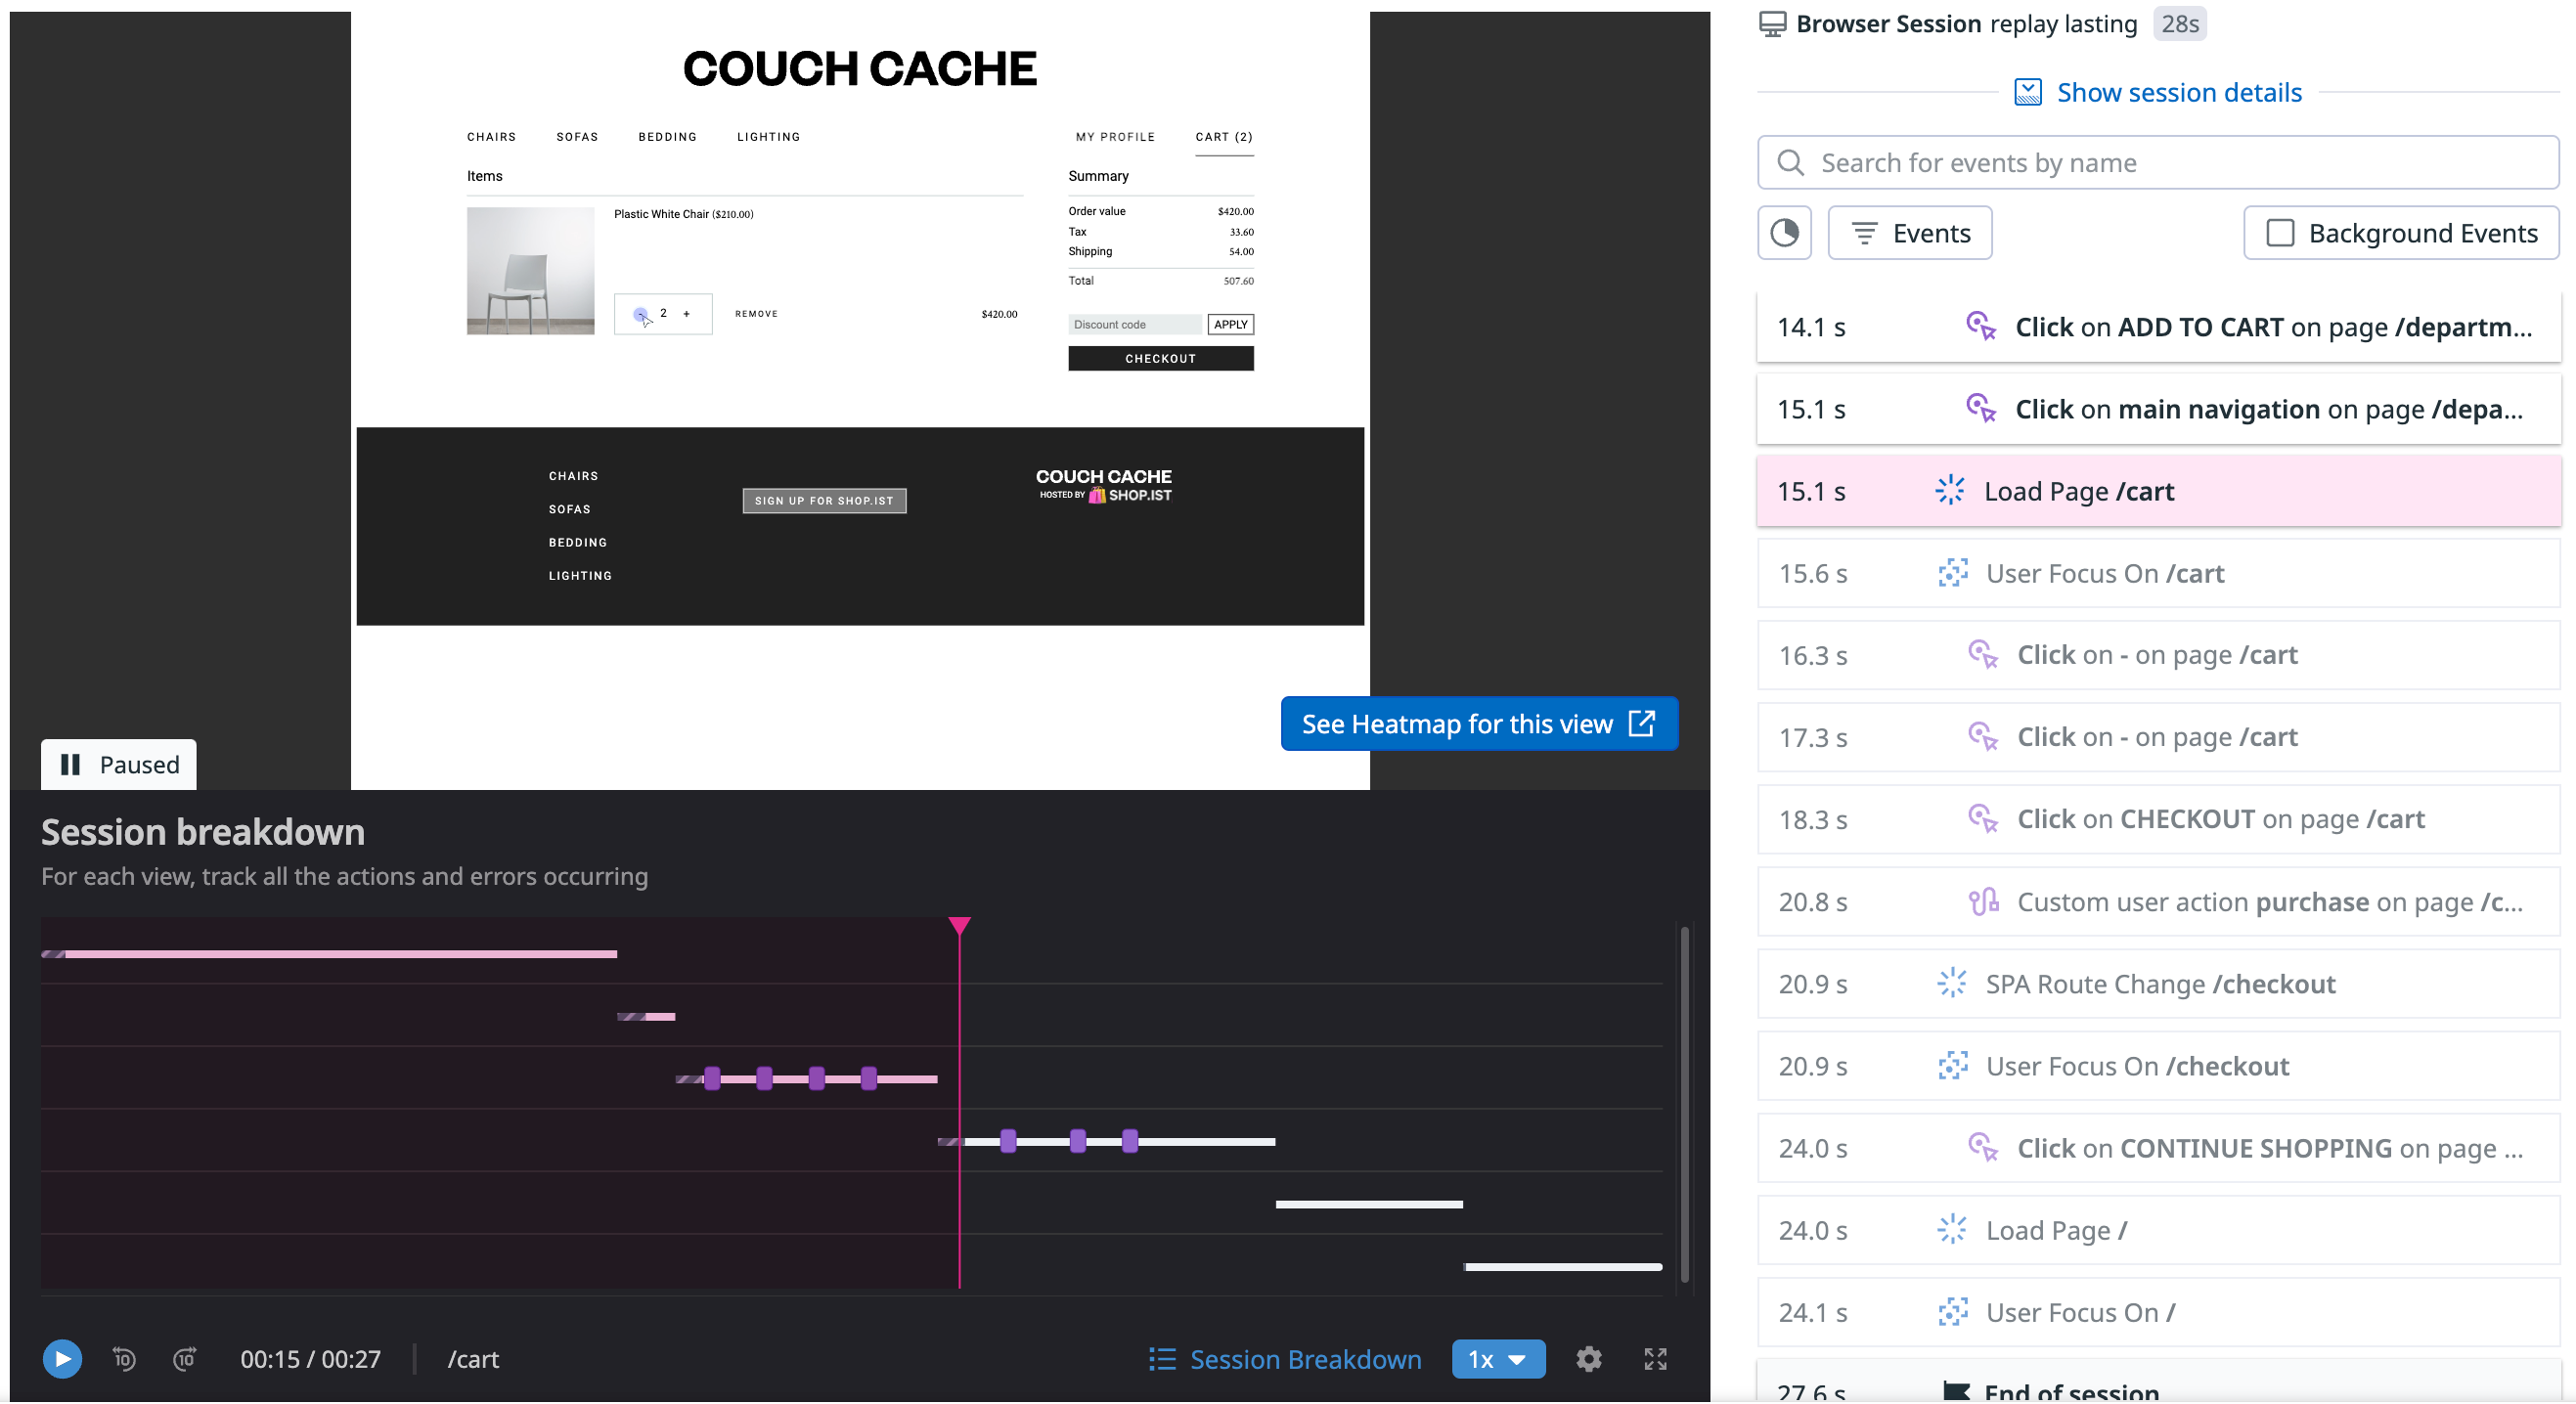 COUCH CACHE
CHAIRS SOFAS BEDDING LIGHTING MY PROFILE CART (2)
Items
Plastic White Chair ($210.00)
- 2 + REMOVE $420.00
Summary
Order value $420.00
Tax 33.60
Shipping 54.00
Total 507.60
Discount code APPLY
CHECKOUT
CHAIRS
SOFAS
BEDDING
LIGHTING
SIGN UP FOR SHOP.IST
COUCH CACHE
HOSTED BY SHOP.IST
See Heatmap for this view
Paused
Session breakdown
For each view, track all the actions and errors occurring
10 10 00:15 / 00:27 /cart Session Breakdown 1x
Browser Session replay lasting 28s
Show session details
Search for events by name
Events Background Events
14.1 s Click on ADD TO CART on page /departm...
15.1 s Click on main navigation on page /depa...
15.1 s Load Page /cart
15.6 s User Focus On /cart
16.3 s Click on - on page /cart
17.3 s Click on - on page /cart
18.3 s Click on CHECKOUT on page /cart
20.8 s Custom user action purchase on page /c...
20.9 s SPA Route Change /checkout
20.9 s User Focus On /checkout
24.0 s Click on CONTINUE SHOPPING on page ...
24.0 s Load Page /
24.1 s User Focus On /
27.6 s End of session